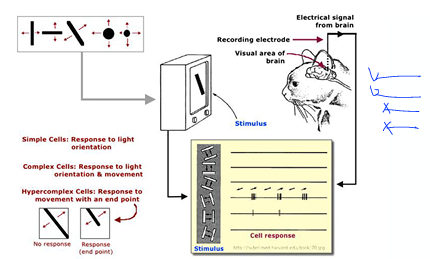 Electrical signal
from brain
Recording electrode
Visual area of
brain
Stimulus
Simple Cells: Response to light
orientation
Complex Cells: Response to light
orientation & movement
Hypercomplex Cells: Response to
movement with an end point
No response
Response
(end point)
Stimulus
Cell response